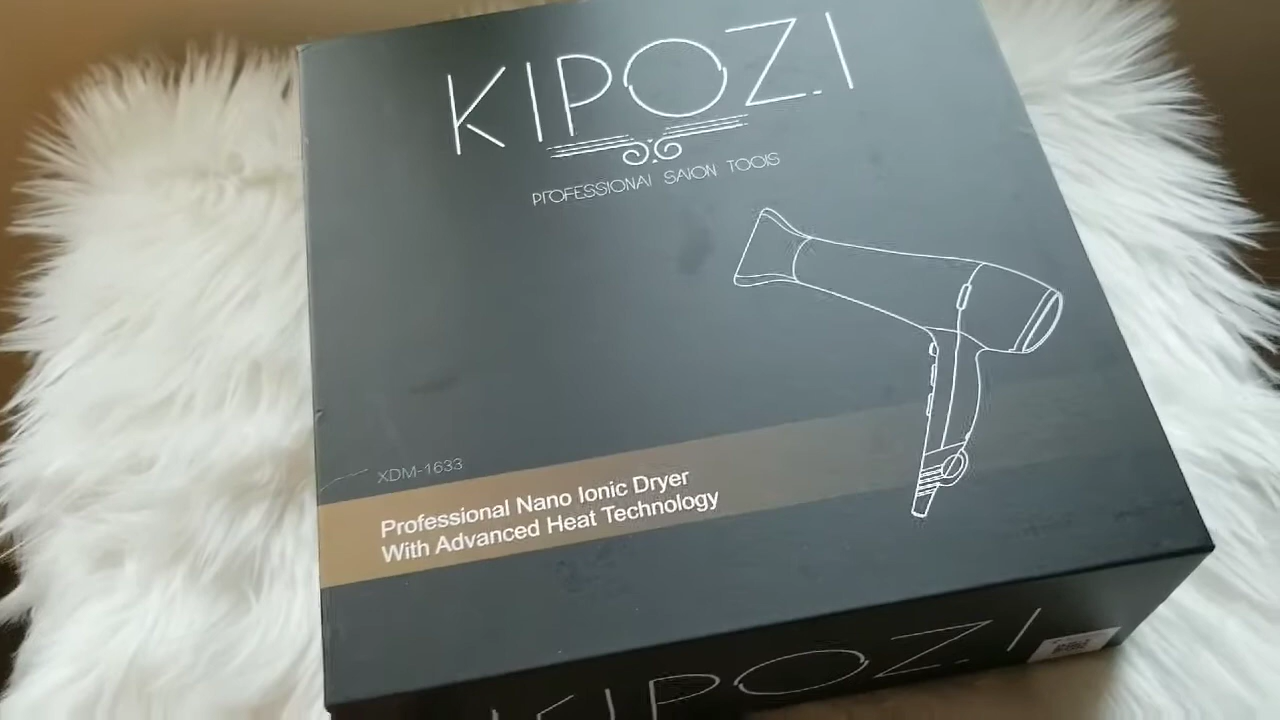 KIPOZI
PROFESSIONAL SALON TOOLS
XDM-1633
Professional Nano Ionic Dryer
With Advanced Heat Technology
KIPOZI